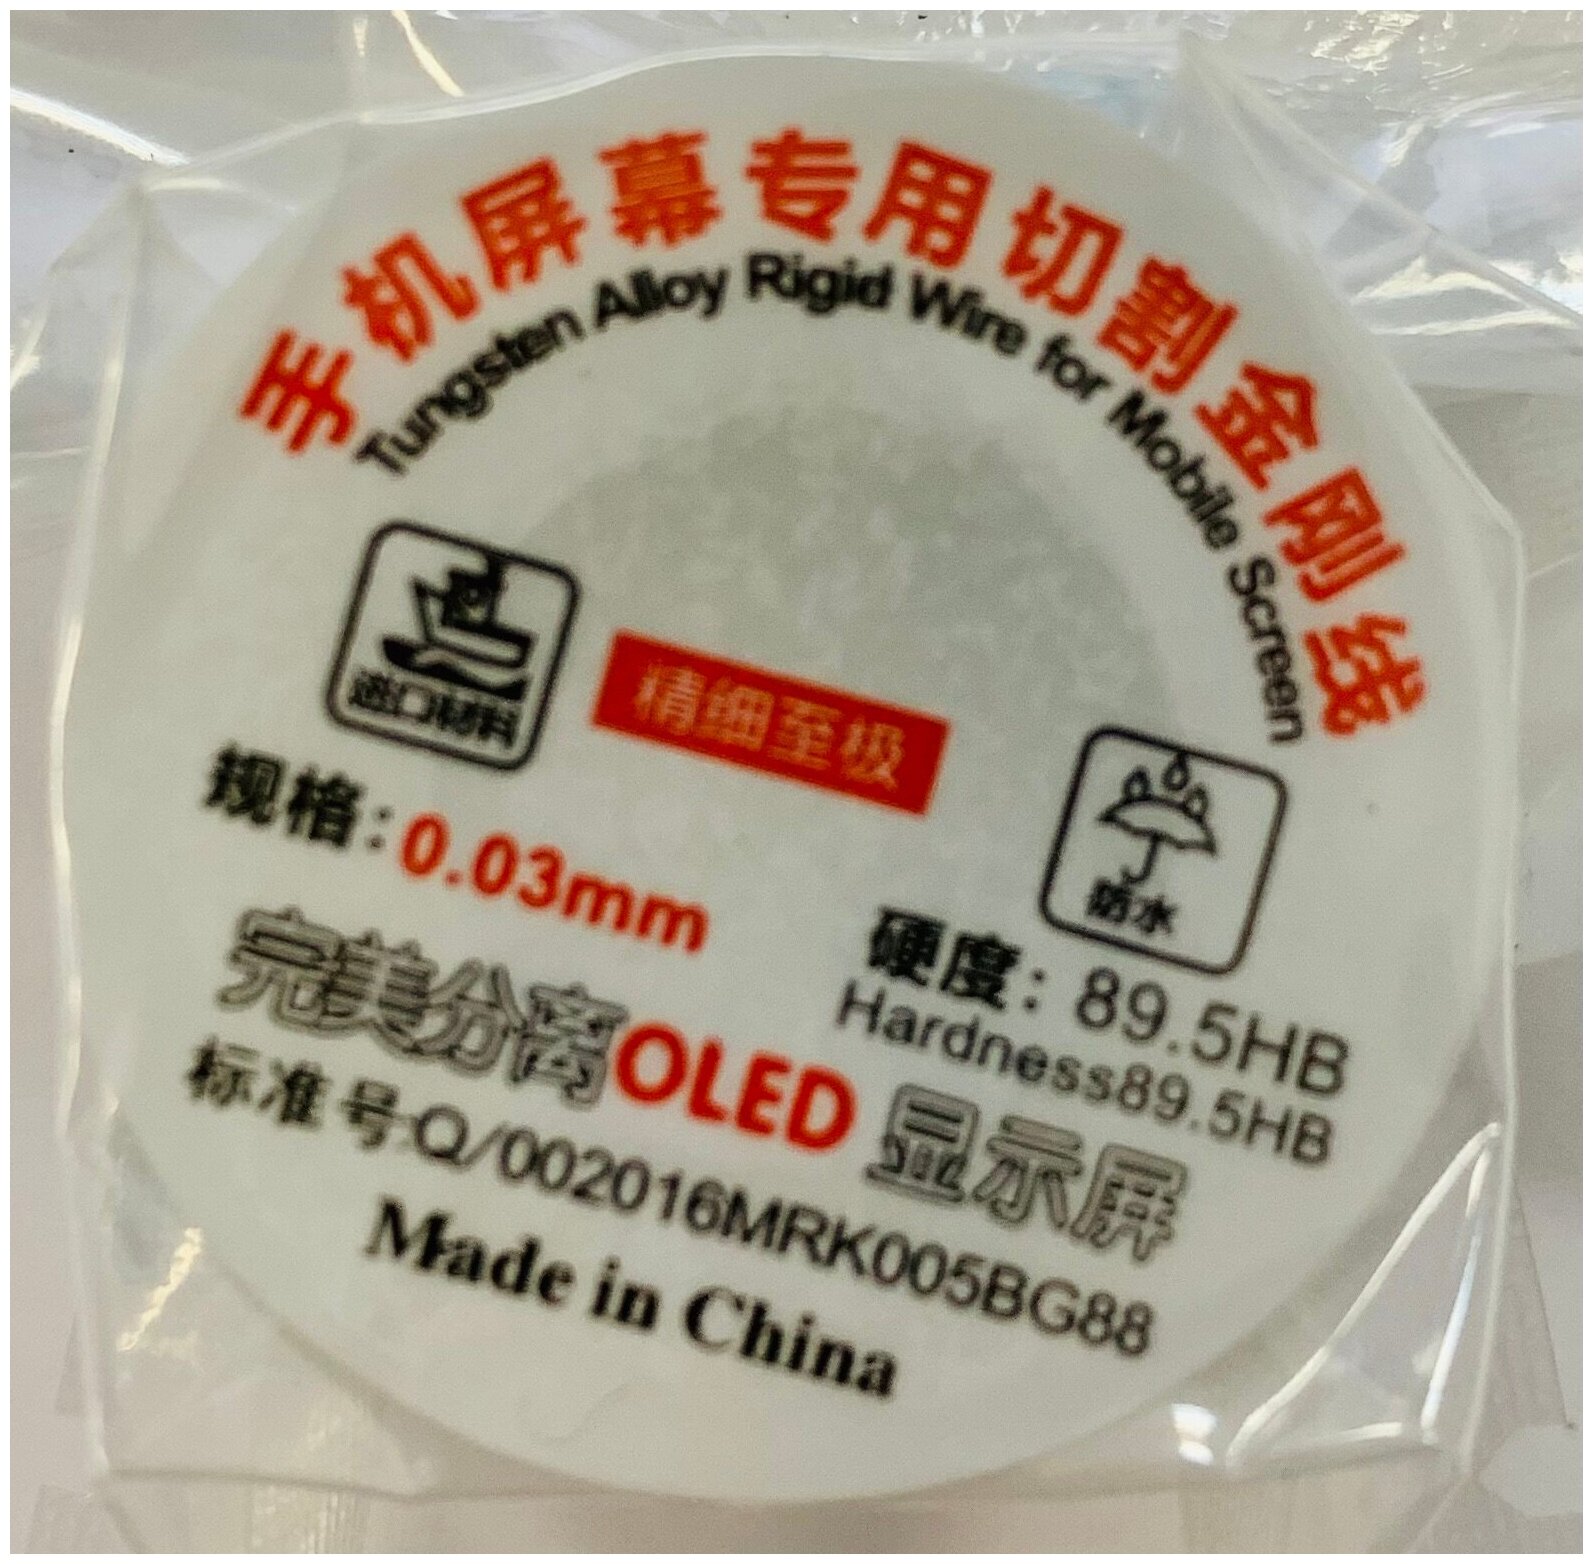 手机屏幕专用切割金刚线
Tungsten Alloy Rigid Wire for Mobile Screen
进口材料
精细至极
防水
规格：0.03mm
硬度：89.5HB
Hardness89.5HB
完美分离OLED显示屏
标准号:Q/002016MRK005BG88
Made in China